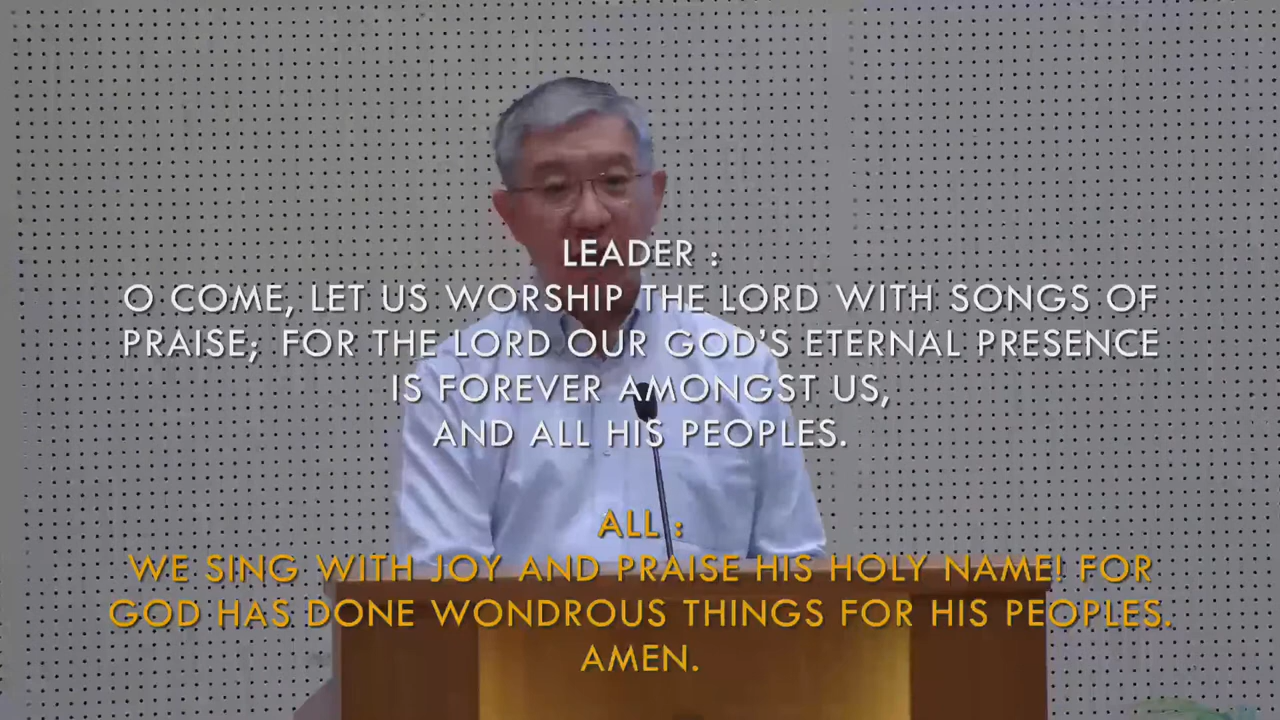 LEADER :
O COME, LET US WORSHIP THE LORD WITH SONGS OF
PRAISE; FOR THE LORD OUR GOD'S ETERNAL PRESENCE
IS FOREVER AMONGST US,
AND ALL HIS PEOPLES.
ALL :
WE SING WITH JOY AND PRAISE HIS HOLY NAME! FOR
GOD HAS DONE WONDROUS THINGS FOR HIS PEOPLES.
AMEN.